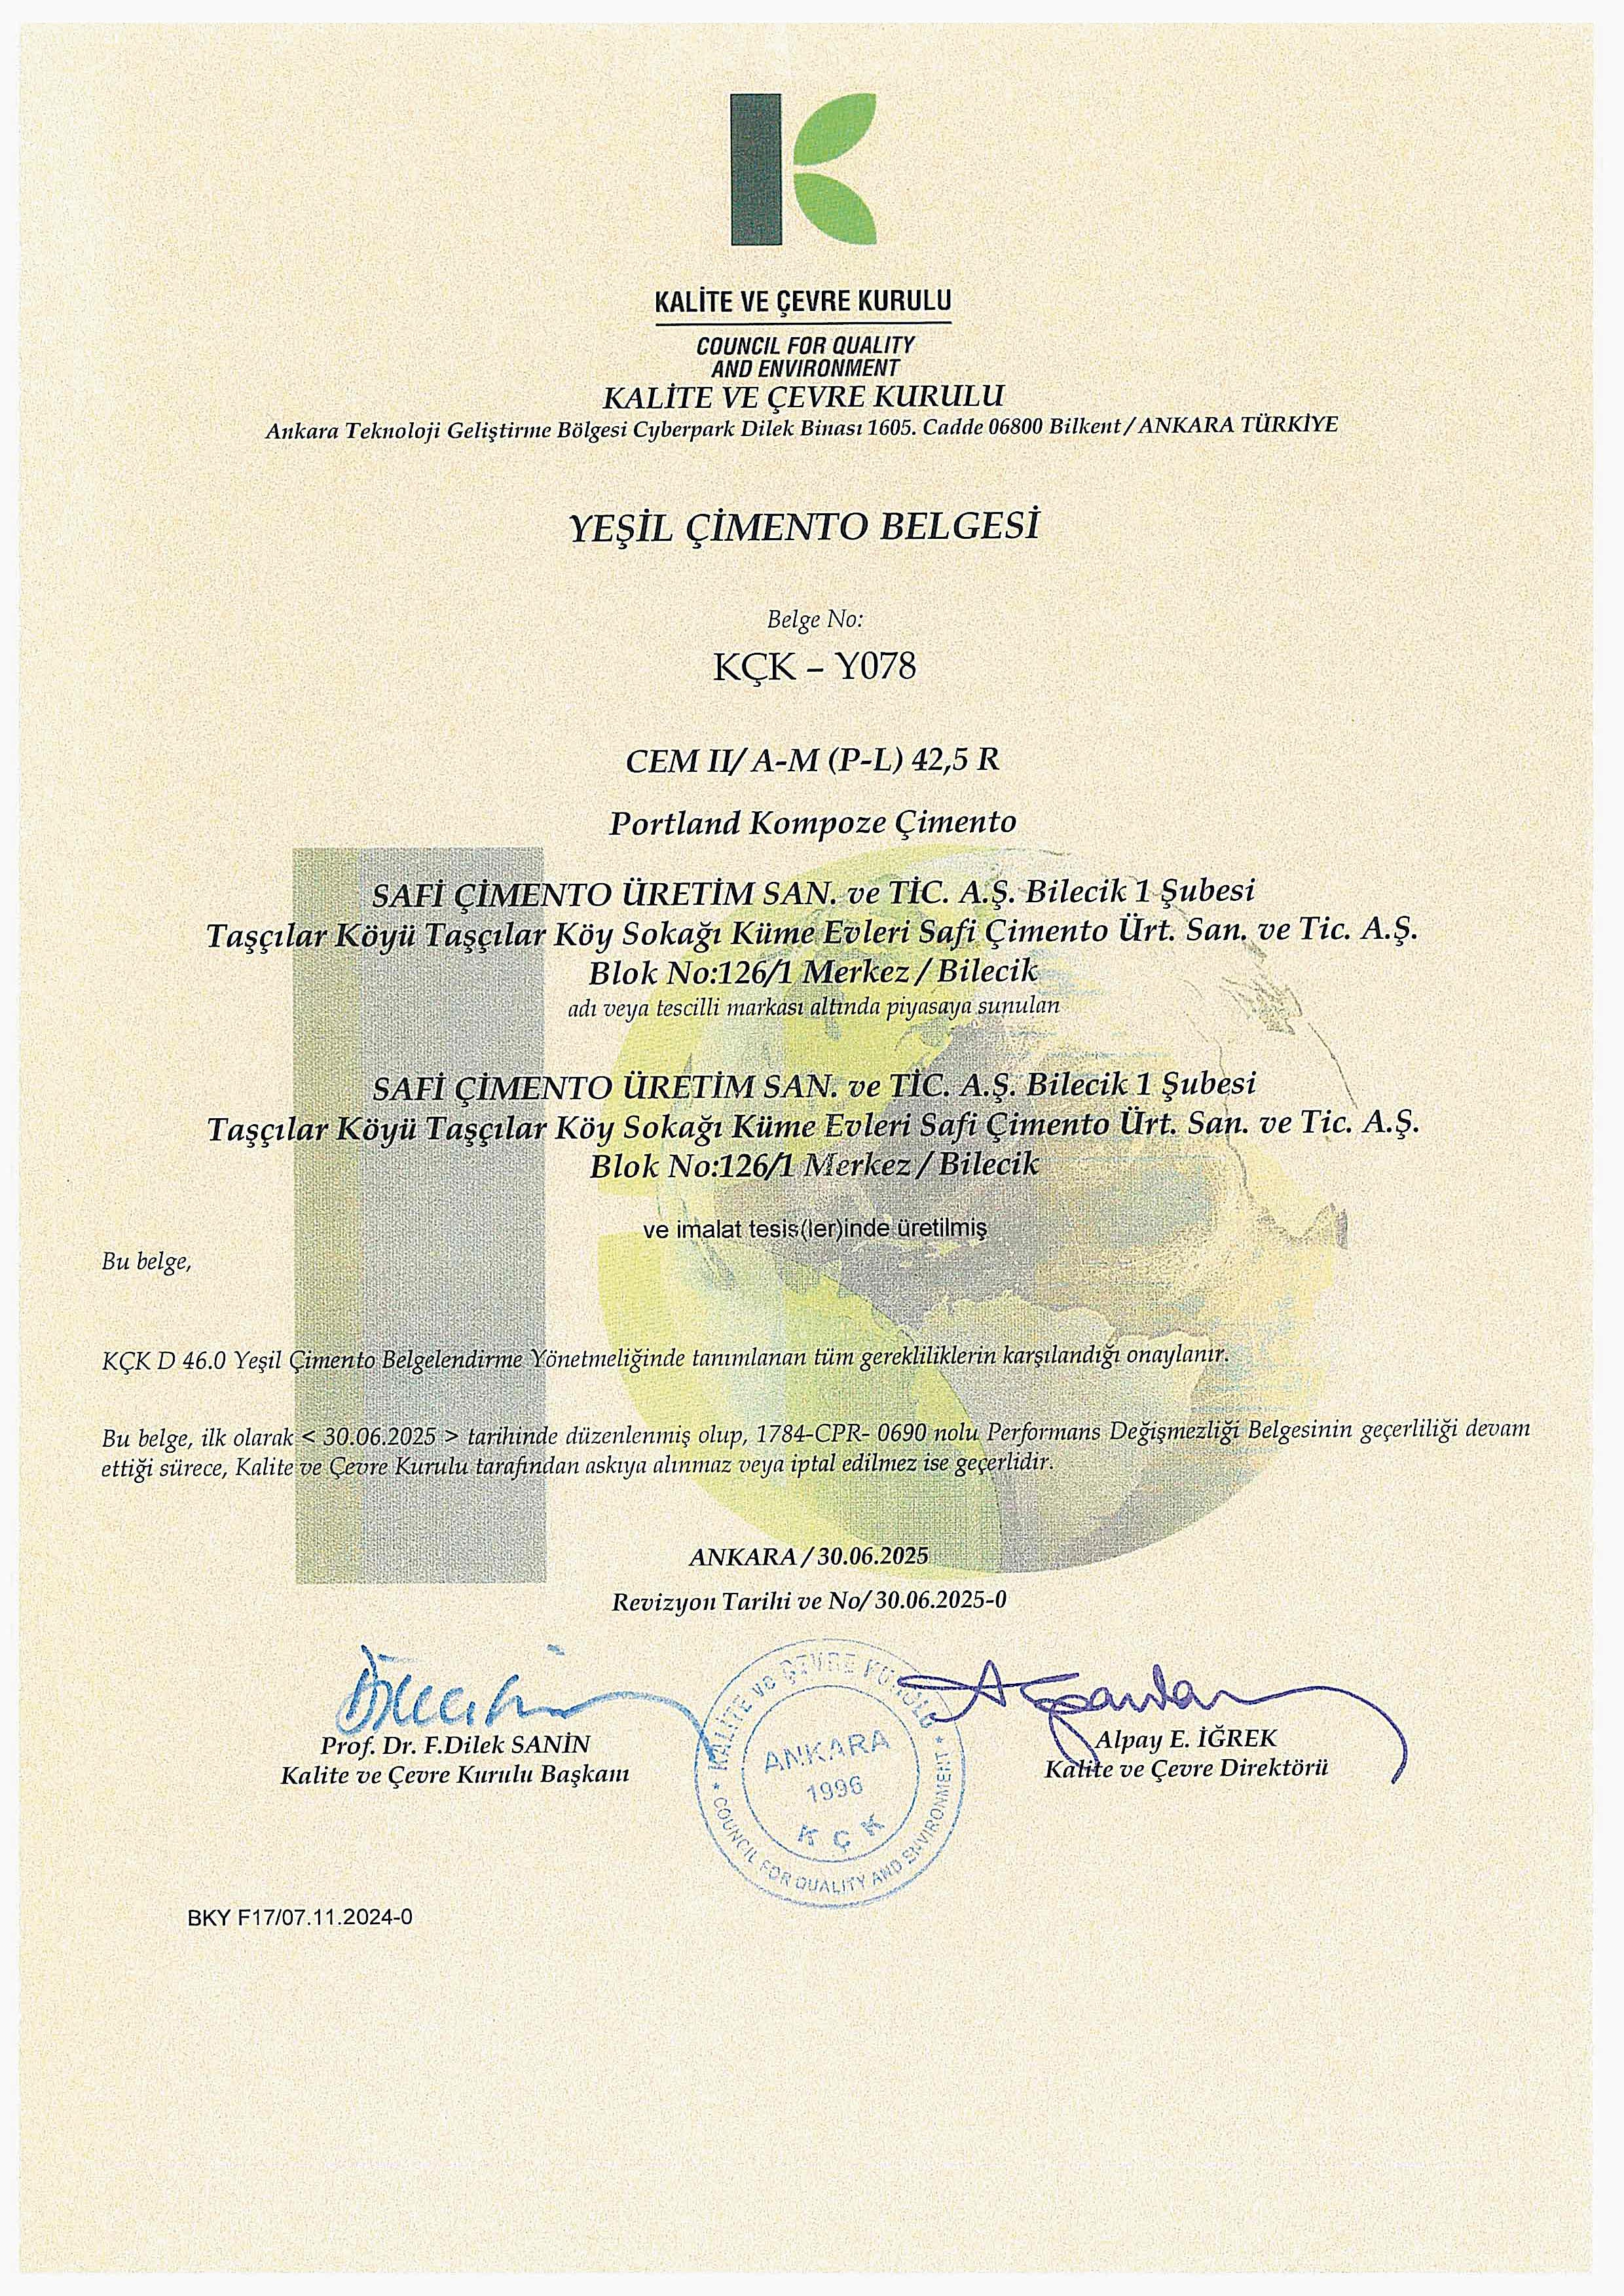 KALİTE VE ÇEVRE KURULU
COUNCIL FOR QUALITY
AND ENVIRONMENT
KALİTE VE ÇEVRE KURULU
Ankara Teknoloji Geliştirme Bölgesi Cyberpark Dilek Binası 1605. Cadde 06800 Bilkent / ANKARA TÜRKİYE
YEŞİL ÇİMENTO BELGESİ
Belge No:
KÇK – Y078
CEM II/ A-M (P-L) 42,5 R
Portland Kompoze Çimento
SAFİ ÇİMENTO ÜRETİM SAN. ve TİC. A.Ş. Bilecik 1 Şubesi
Taşçılar Köyü Taşçılar Köy Sokağı Küme Evleri Safi Çimento Ürt. San. ve Tic. A.Ş.
Blok No:126/1 Merkez / Bilecik
adı veya tescilli markası altında piyasaya sunulan
SAFİ ÇİMENTO ÜRETİM SAN. ve TİC. A.Ş. Bilecik 1 Şubesi
Taşçılar Köyü Taşçılar Köy Sokağı Küme Evleri Safi Çimento Ürt. San. ve Tic. A.Ş.
Blok No:126/1 Merkez / Bilecik
ve imalat tesis(ler)inde üretilmiş
Bu belge,
KÇK D 46.0 Yeşil Çimento Belgelendirme Yönetmeliğinde tanımlanan tüm gerekliliklerin karşılandığı onaylanır.
Bu belge, ilk olarak < 30.06.2025 > tarihinde düzenlenmiş olup, 1784-CPR- 0690 nolu Performans Değişmezliği Belgesinin geçerliliği devam
ettiği sürece, Kalite ve Çevre Kurulu tarafından askıya alınmaz veya iptal edilmez ise geçerlidir.
ANKARA / 30.06.2025
Revizyon Tarihi ve No/ 30.06.2025-0
KALİTE ve ÇEVRE KURULU
ANKARA
1996
KÇK
* COUNCIL FOR QUALITY AND ENVIRONMENT *
Prof. Dr. F.Dilek SANİN
Kalite ve Çevre Kurulu Başkanı
Alpay E. İĞREK
Kalite ve Çevre Direktörü
BKY F17/07.11.2024-0